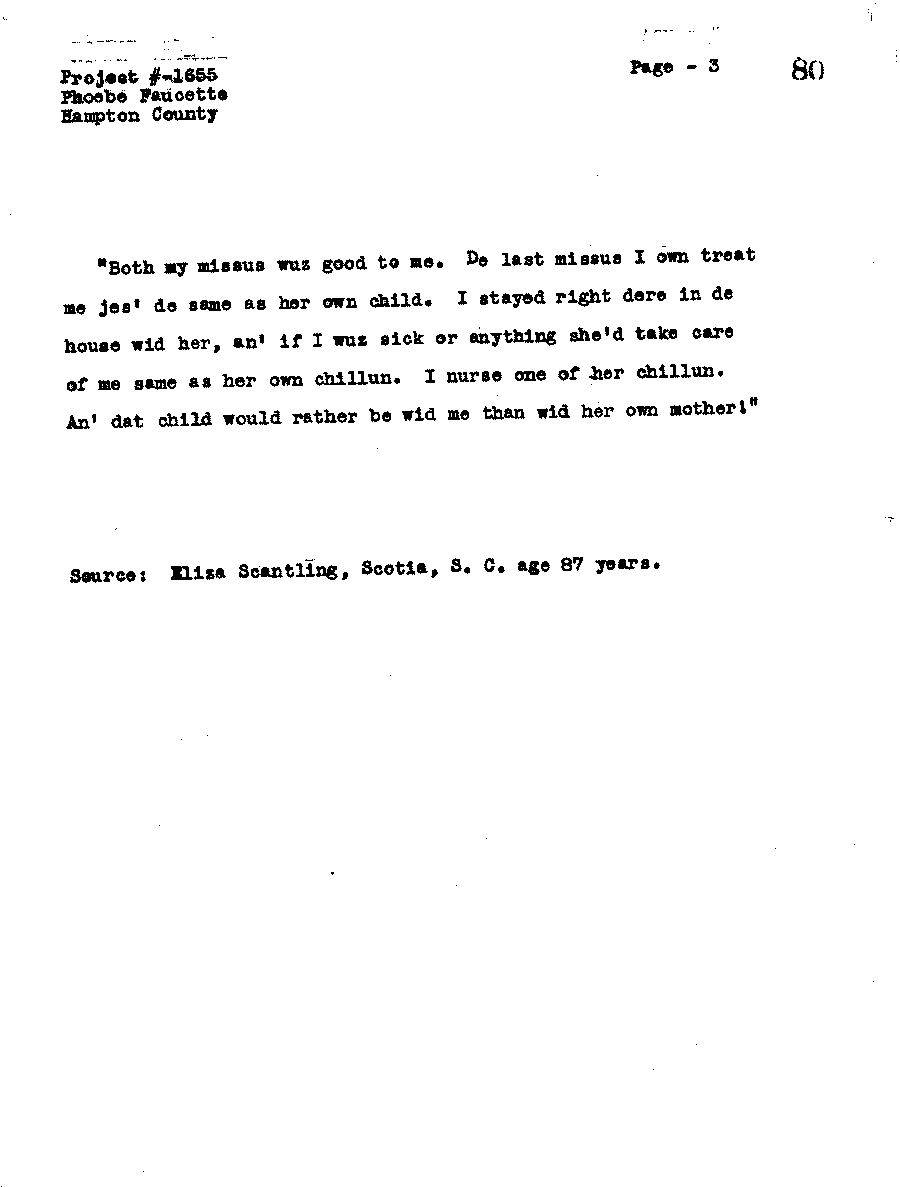 Project #-1655
Phoebe Faucette
Hampton County
Page - 3 80
"Both my missus wuz good to me. De last missus I own treat
me jes' de same as her own child. I stayed right dere in de
house wid her, an' if I wuz sick or anything she'd take care
of me same as her own chillun. I nurse one of her chillun.
An' dat child would rather be wid me than wid her own mother!"
Source: Eliza Scantling, Scotia, S. C. age 87 years.